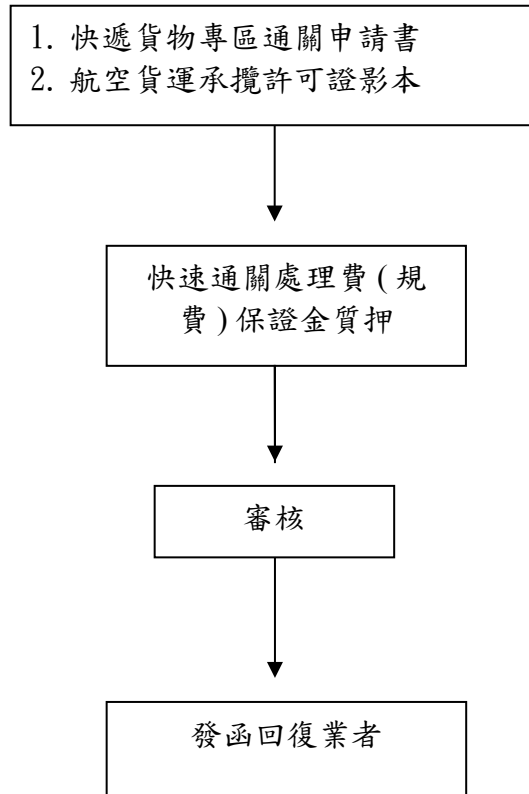 1. 快遞貨物專區通關申請書
2. 航空貨運承攬許可證影本
快速通關處理費(規
費)保證金質押
審核
發函回復業者